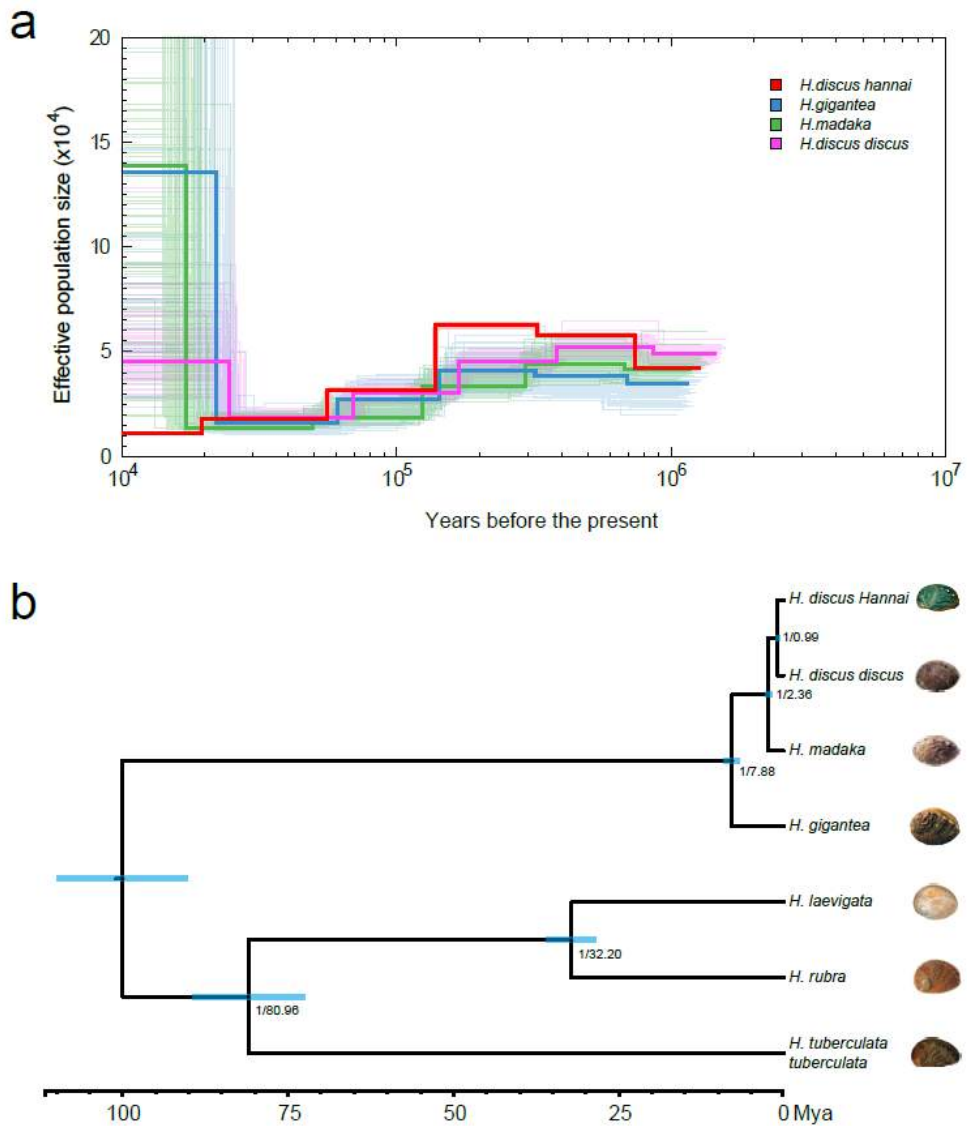 a
20
15
10
5
0
Effective population size (x10⁴)
H.discus hannai
H.gigantea
H.madaka
H.discus discus
10⁴ 10⁵ 10⁶ 10⁷
Years before the present
b
H. discus Hannai
1/0.99
H. discus discus
1/2.36
H. madaka
1/7.88
H. gigantea
H. laevigata
1/32.20
H. rubra
1/80.96
H. tuberculata
tuberculata
100 75 50 25 0 Mya